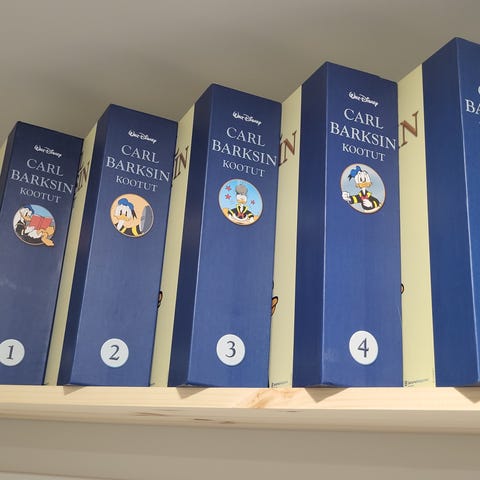 Walt Disney
CARL
BARKSIN
KOOTUT
1
Walt Disney
CARL
BARKSIN
KOOTUT
2
Walt Disney
CARL
BARKSIN
KOOTUT
3
Walt Disney
CARL
BARKSIN
KOOTUT
4